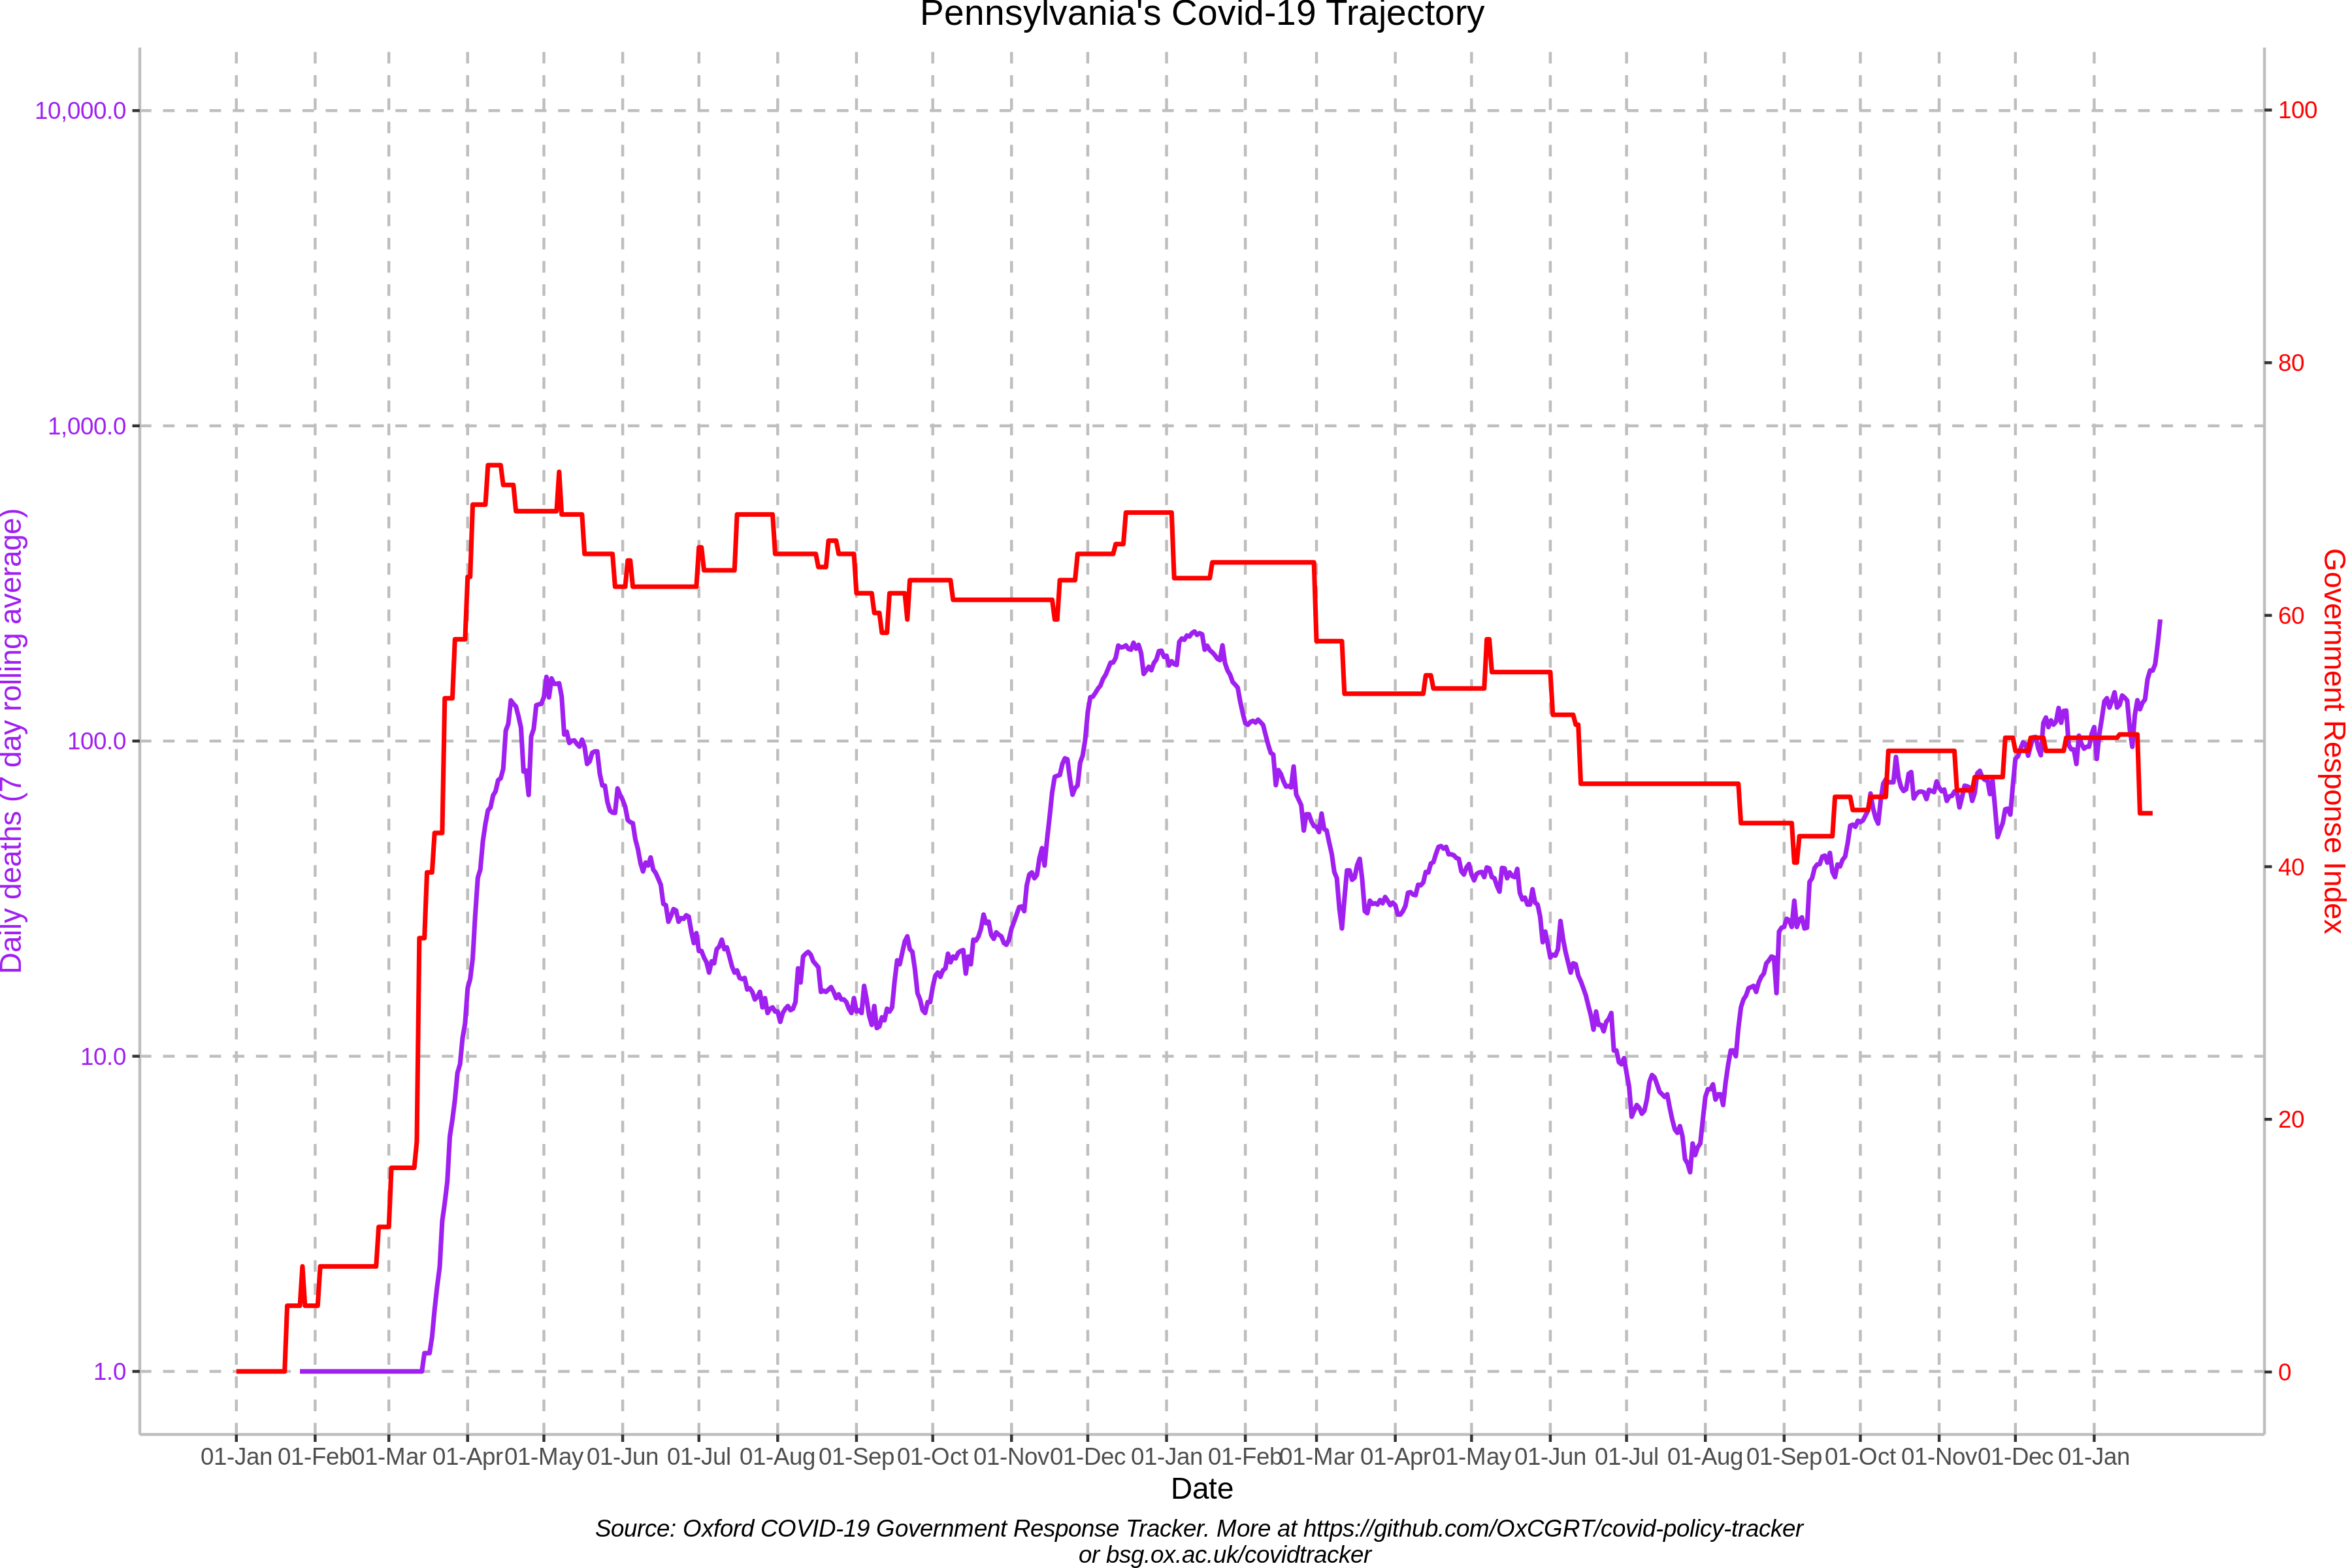 Pennsylvania's Covid-19 Trajectory
10,000.0
1,000.0
100.0
10.0
1.0
Daily deaths (7 day rolling average)
100
80
60
40
20
0
Government Response Index
01-Jan 01-Feb 01-Mar 01-Apr 01-May 01-Jun 01-Jul 01-Aug 01-Sep 01-Oct 01-Nov 01-Dec 01-Jan 01-Feb 01-Mar 01-Apr 01-May 01-Jun 01-Jul 01-Aug 01-Sep 01-Oct 01-Nov 01-Dec 01-Jan
Date
Source: Oxford COVID-19 Government Response Tracker. More at https://github.com/OxCGRT/covid-policy-tracker
or bsg.ox.ac.uk/covidtracker